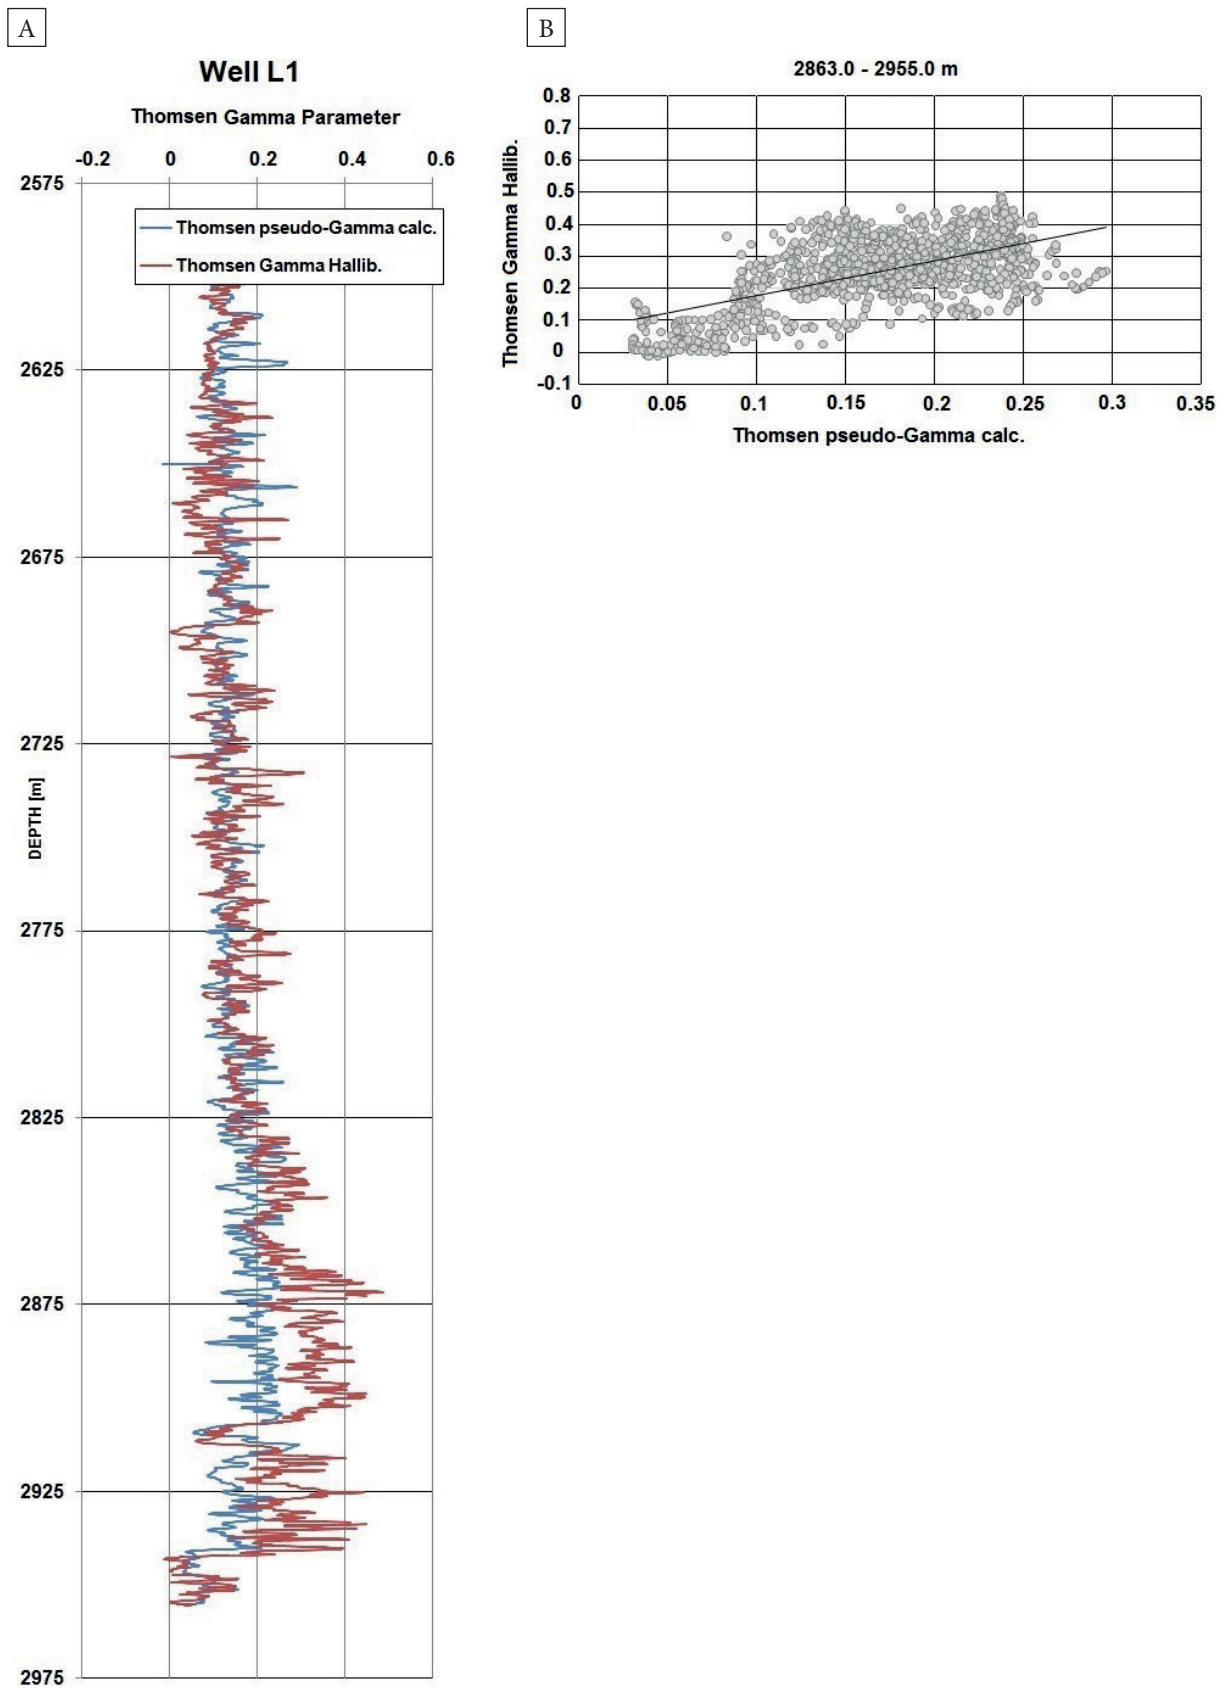 A
Well L1
Thomsen Gamma Parameter
-0.2 0 0.2 0.4 0.6
2575
Thomsen pseudo-Gamma calc.
Thomsen Gamma Hallib.
2625
2675
2725
DEPTH [m]
2775
2825
2875
2925
2975
B
2863.0 - 2955.0 m
Thomsen Gamma Hallib.
0.8
0.7
0.6
0.5
0.4
0.3
0.2
0.1
0
-0.1
0 0.05 0.1 0.15 0.2 0.25 0.3 0.35
Thomsen pseudo-Gamma calc.